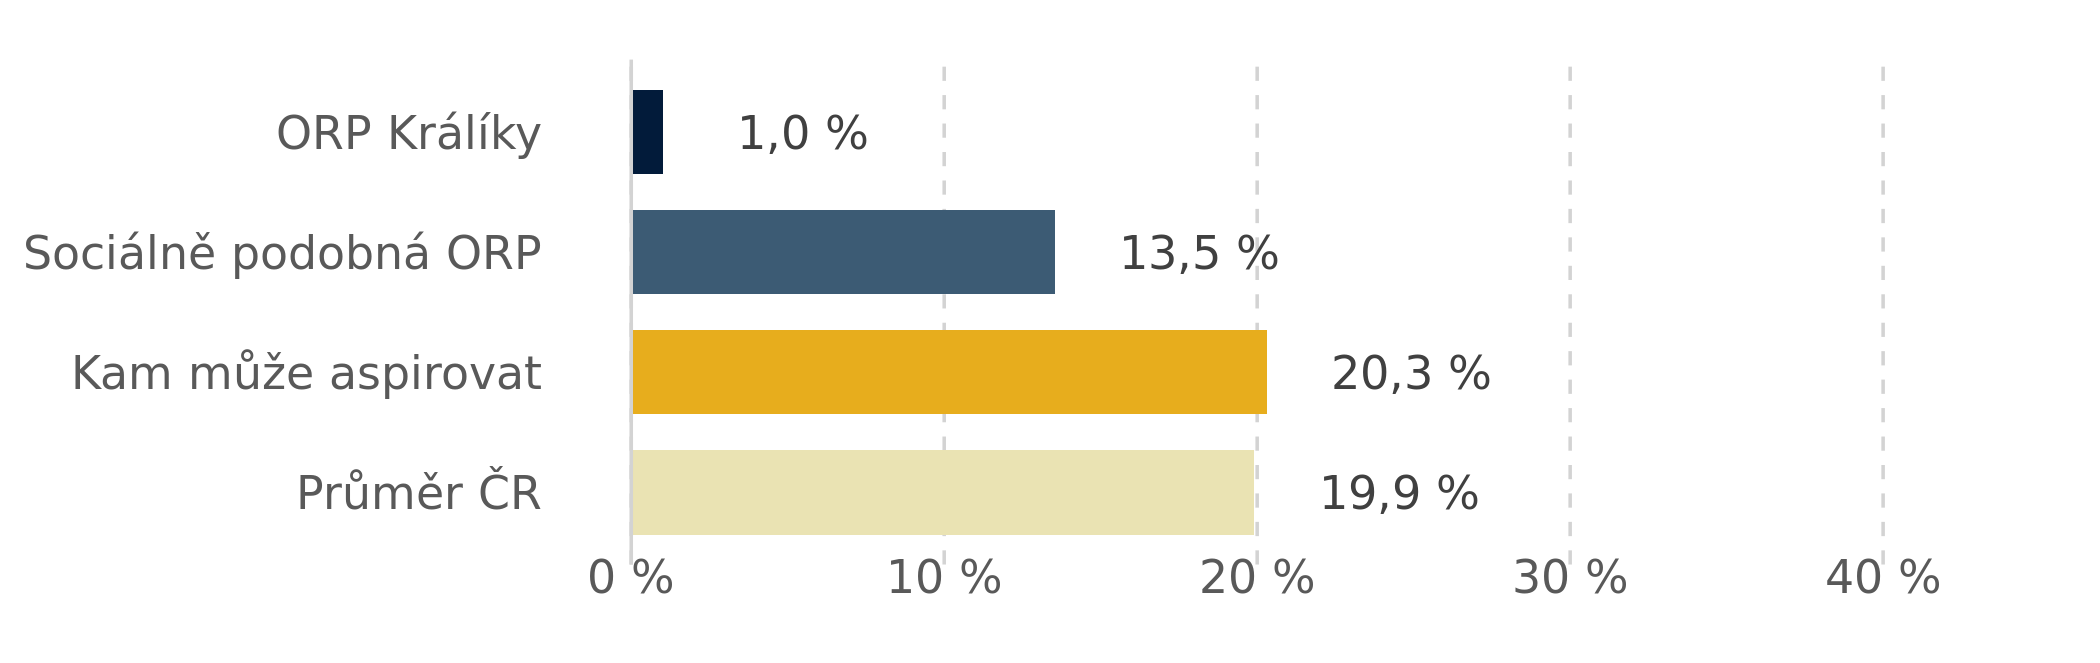 ORP Králíky 1,0 %
Sociálně podobná ORP 13,5 %
Kam může aspirovat 20,3 %
Průměr ČR 19,9 %
0 % 10 % 20 % 30 % 40 %